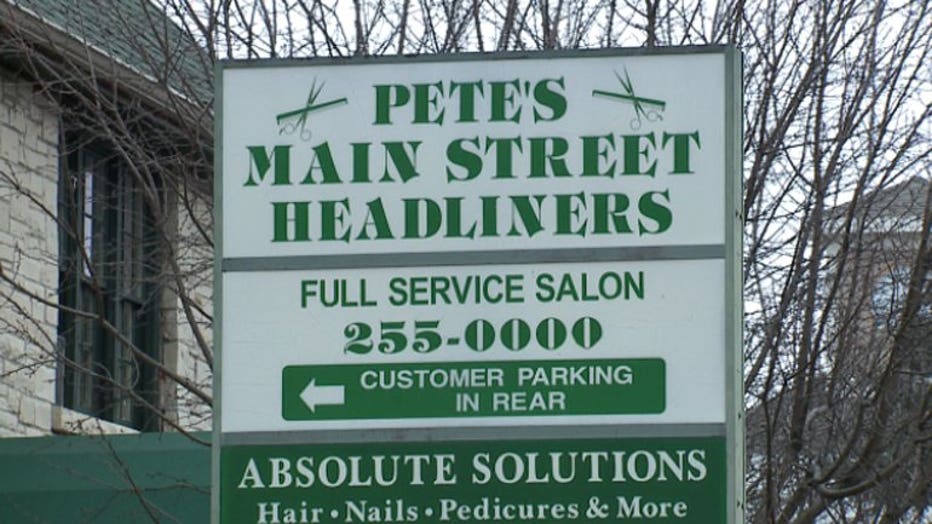 PETE'S
MAIN STREET
HEADLINERS
FULL SERVICE SALON
255-0000
CUSTOMER PARKING
IN REAR
ABSOLUTE SOLUTIONS
Hair • Nails • Pedicures & More